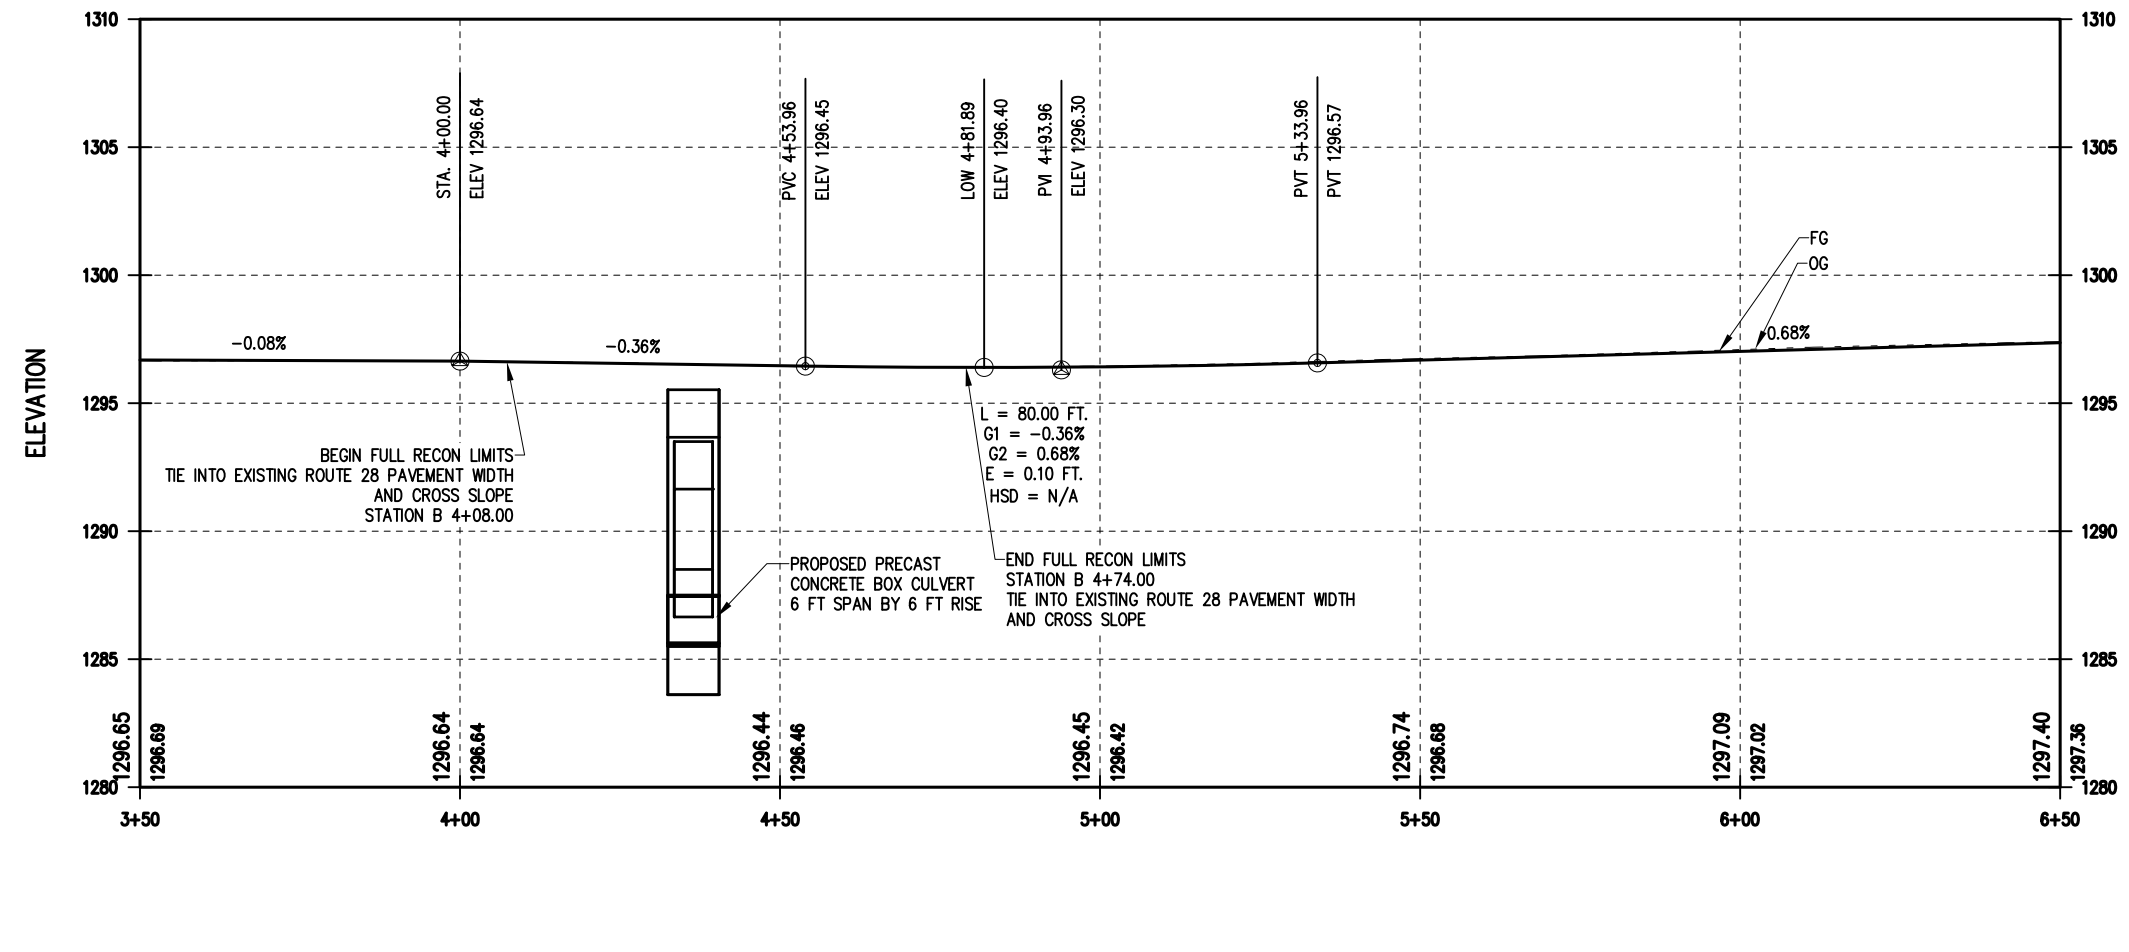 1310
1310
STA. 4+00.00
ELEV 1296.64
PVC 4+53.96
ELEV 1296.45
LOW 4+81.89
ELEV 1296.40
PVI 4+93.96
ELEV 1296.30
PVT 5+33.96
PVT 1296.57
1305
1305
FG
OG
1300
1300
-0.08%
-0.36%
0.68%
ELEVATION
1295
1295
L = 80.00 FT.
G1 = -0.36%
G2 = 0.68%
E = 0.10 FT.
HSD = N/A
BEGIN FULL RECON LIMITS
TIE INTO EXISTING ROUTE 28 PAVEMENT WIDTH
AND CROSS SLOPE
STATION B 4+08.00
1290
1290
PROPOSED PRECAST
CONCRETE BOX CULVERT
6 FT SPAN BY 6 FT RISE
END FULL RECON LIMITS
STATION B 4+74.00
TIE INTO EXISTING ROUTE 28 PAVEMENT WIDTH
AND CROSS SLOPE
1285
1285
1296.65
1296.69
1296.64
1296.64
1296.44
1296.46
1296.45
1296.42
1296.74
1296.68
1297.09
1297.02
1297.40
1297.36
1280
1280
3+50
4+00
4+50
5+00
5+50
6+00
6+50